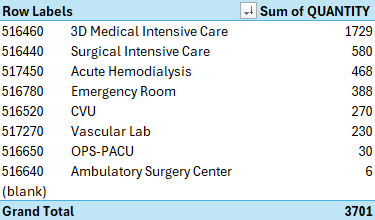 Row Labels Sum of QUANTITY
516460 3D Medical Intensive Care 1729
516440 Surgical Intensive Care 580
517450 Acute Hemodialysis 468
516780 Emergency Room 388
516520 CVU 270
517270 Vascular Lab 230
516650 OPS-PACU 30
516640 Ambulatory Surgery Center 6
(blank)
Grand Total 3701